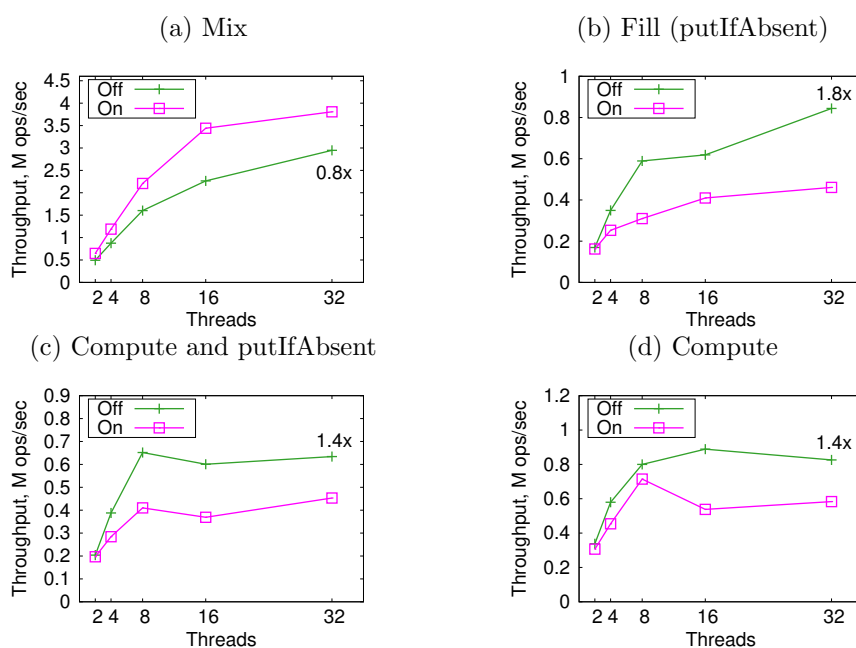 (a) Mix
Throughput, M ops/sec
4.5
4
3.5
3
2.5
2
1.5
1
0.5
0
Off
On
0.8x
2 4 8 16 32
Threads
(b) Fill (putIfAbsent)
Throughput, M ops/sec
1
0.8
0.6
0.4
0.2
0
Off
On
1.8x
2 4 8 16 32
Threads
(c) Compute and putIfAbsent
Throughput, M ops/sec
0.9
0.8
0.7
0.6
0.5
0.4
0.3
0.2
0.1
0
Off
On
1.4x
2 4 8 16 32
Threads
(d) Compute
Throughput, M ops/sec
1.2
1
0.8
0.6
0.4
0.2
0
Off
On
1.4x
2 4 8 16 32
Threads